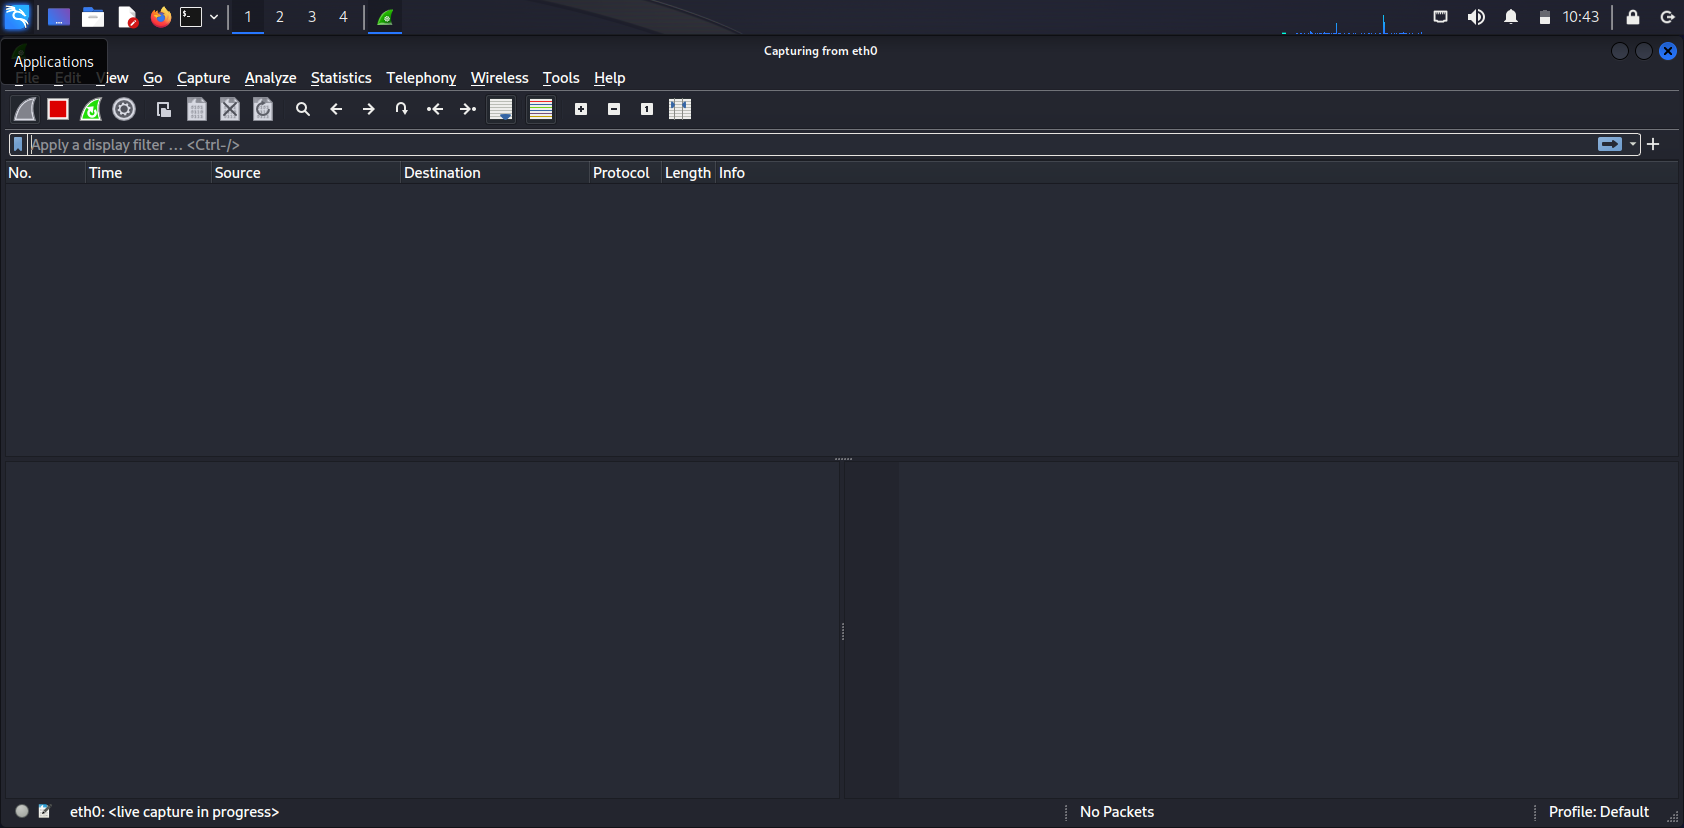 1 2 3 4 10:43
Capturing from eth0
Applications
File Edit View Go Capture Analyze Statistics Telephony Wireless Tools Help
Apply a display filter … <Ctrl-/>
No. Time Source Destination Protocol Length Info
eth0: <live capture in progress> No Packets Profile: Default